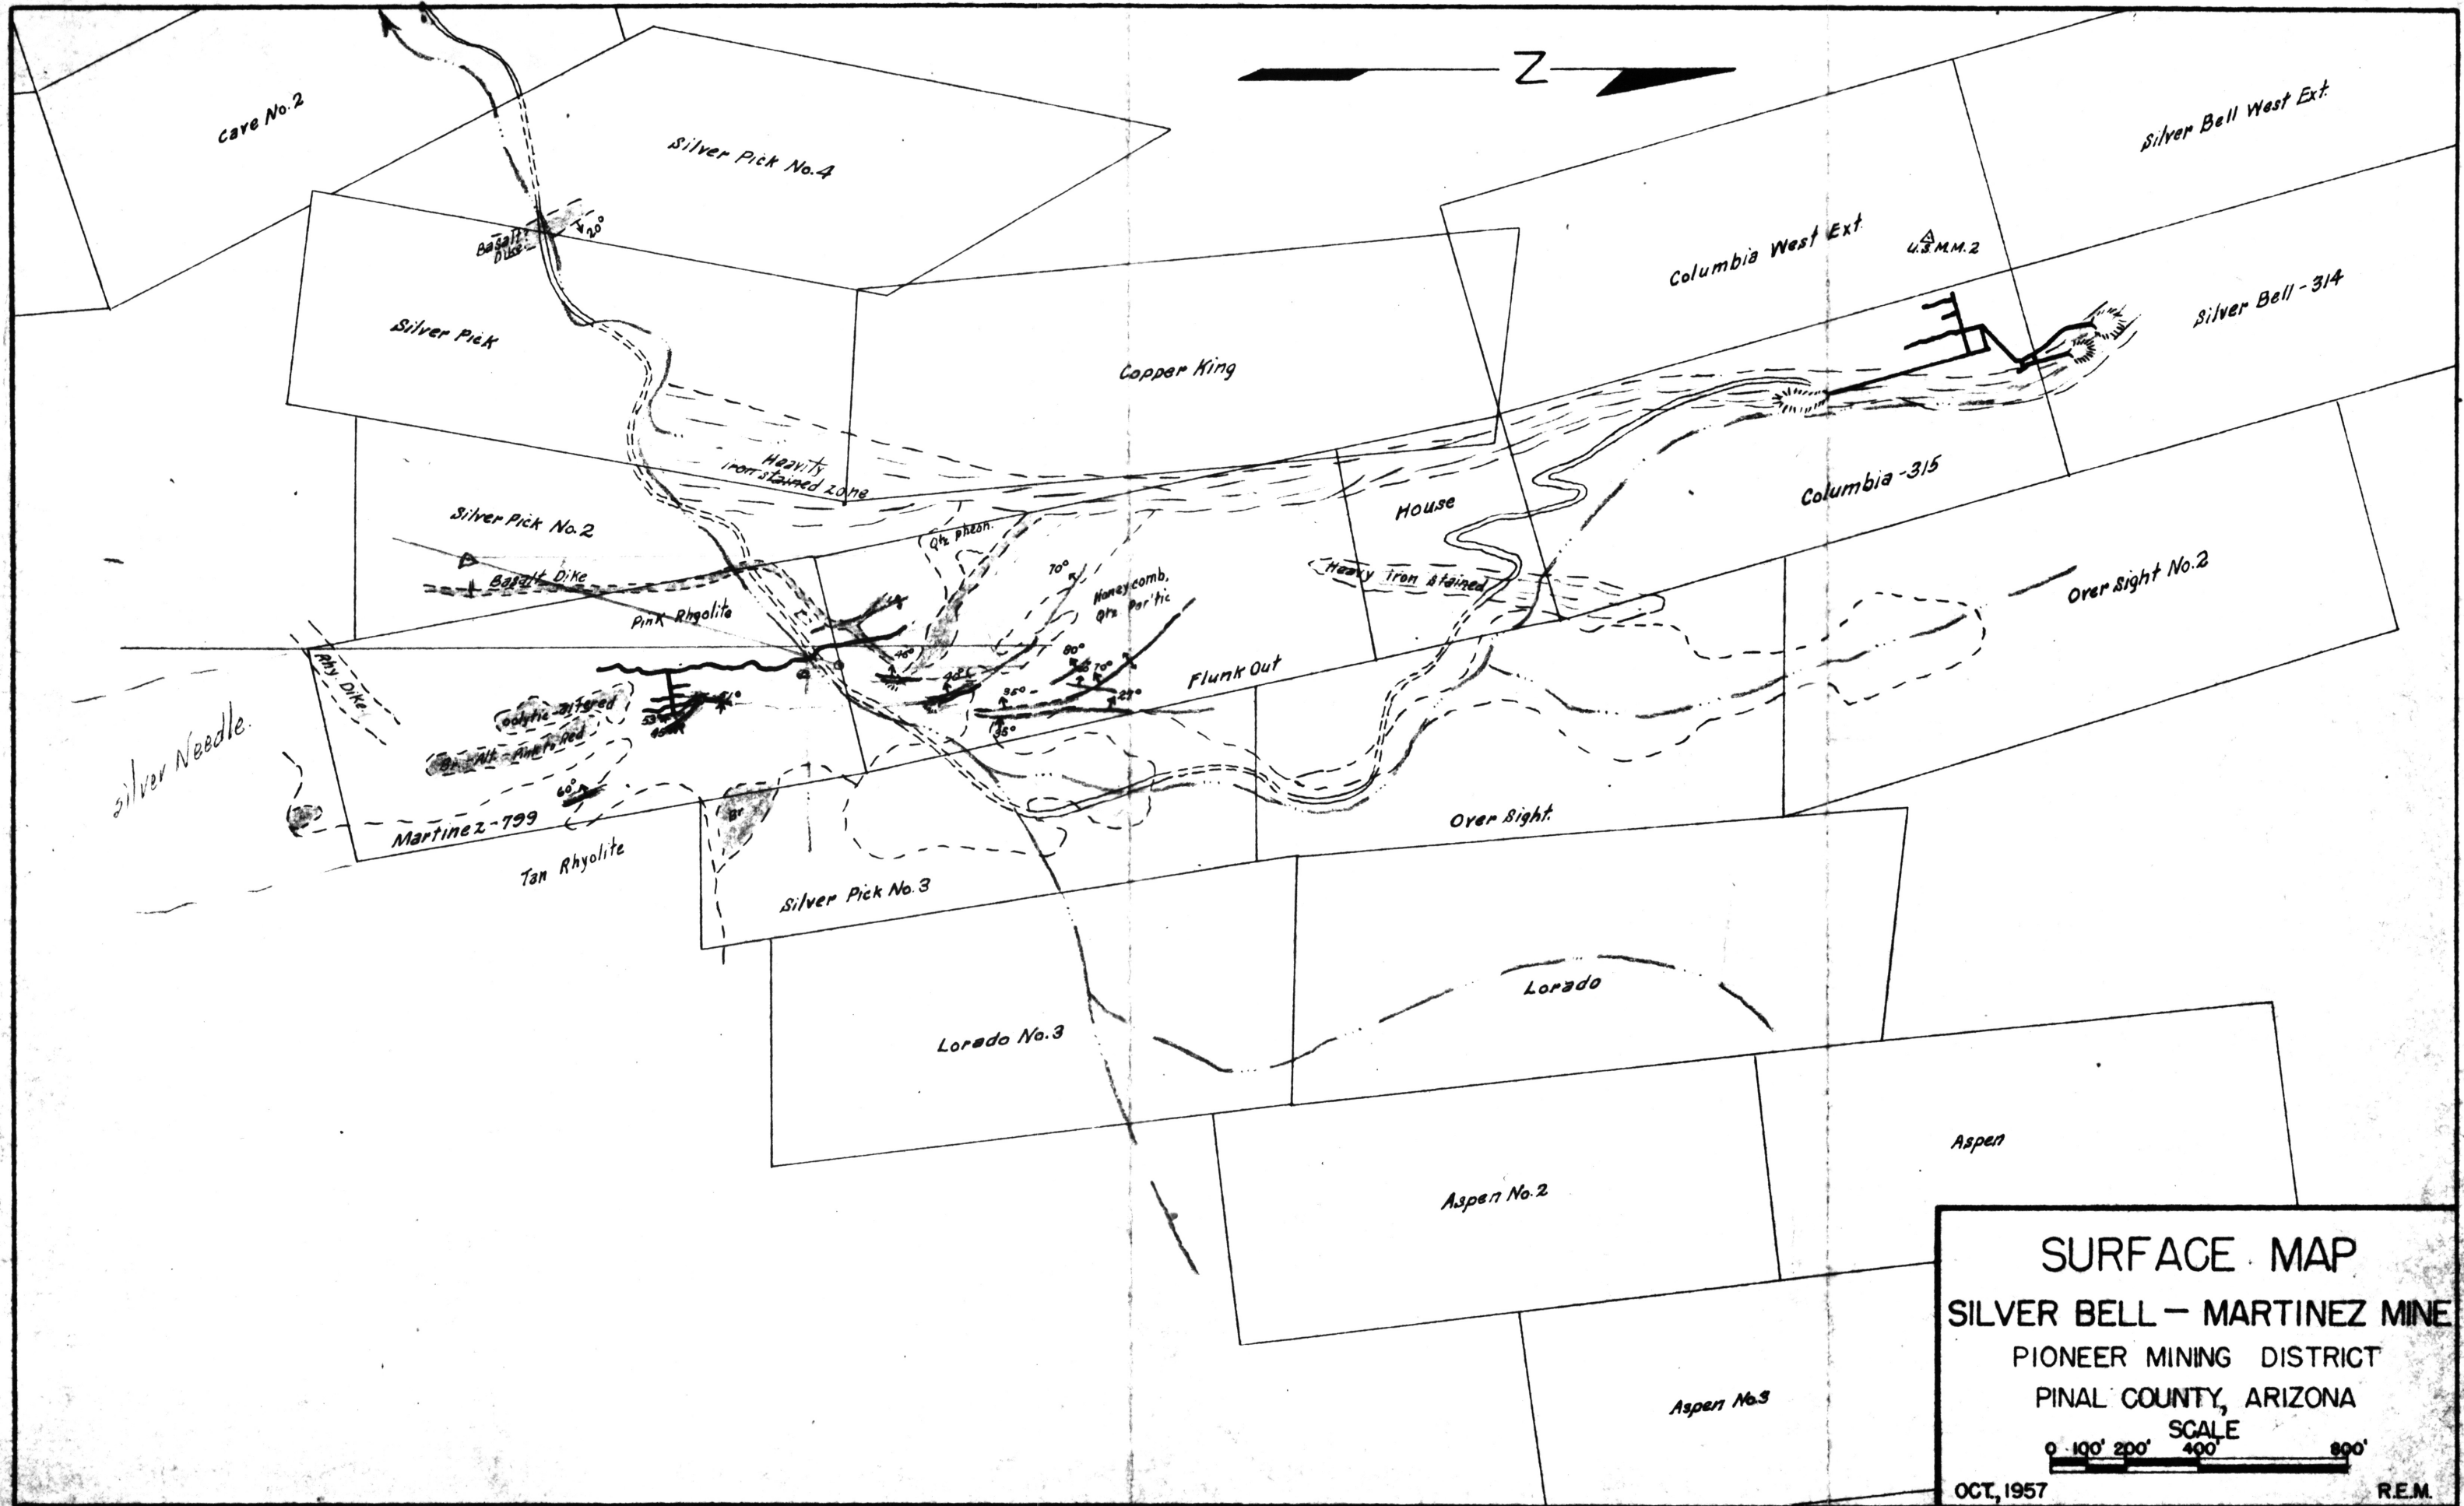 Z
Cave No. 2
Silver Pick No. 4
Silver Bell West Ext.
Columbia West Ext.
U.S.M.M. 2
Silver Bell - 314
Basalt
Dike
20°
Silver Pick
Copper King
Heavity
iron stained zone
House
Columbia - 315
Silver Pick No. 2
Qtz pheon.
Basalt Dike
Pink Rhyolite
70°
Honeycomb,
Qtz Por'tic
Heavy iron stained
Over Sight No. 2
Rhy. Dike
Silver Needle.
80°
70°
Flunk Out
35°
60°
Br
Martinez - 799
Tan Rhyolite
Over Sight.
Silver Pick No. 3
Lorado No. 3
Lorado
Aspen No. 2
Aspen
Aspen No. 3
SURFACE MAP
SILVER BELL — MARTINEZ MINE
PIONEER MINING DISTRICT
PINAL COUNTY, ARIZONA
SCALE
0 100' 200' 400' 800'
OCT., 1957 R.E.M.